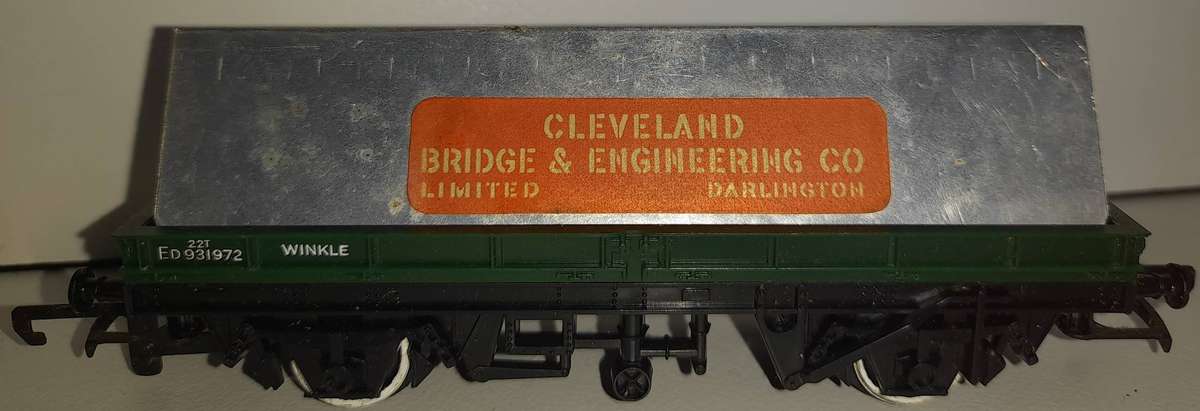 CLEVELAND
BRIDGE & ENGINEERING CO
LIMITED DARLINGTON
22T
ED 931972 WINKLE